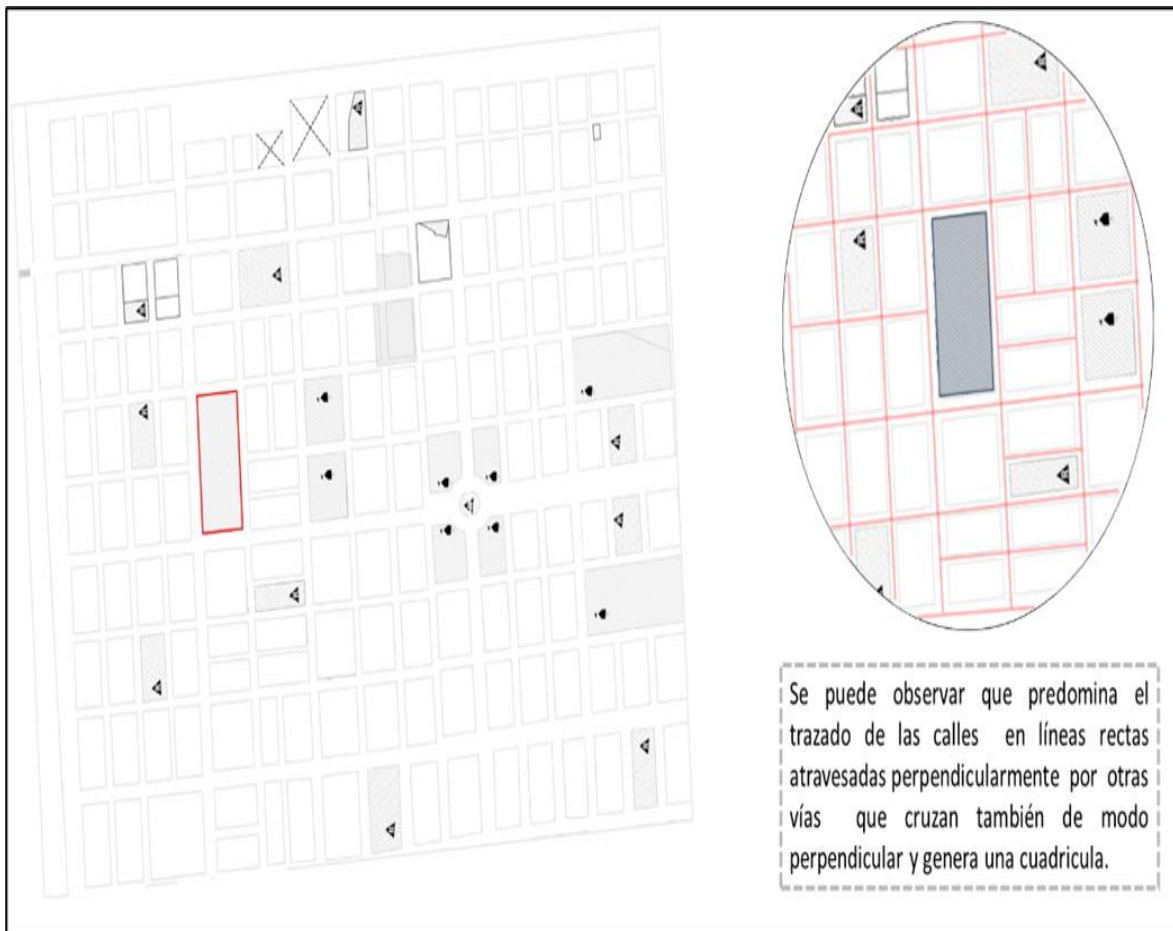 Se puede observar que predomina el
trazado de las calles en líneas rectas
atravesadas perpendicularmente por otras
vías que cruzan también de modo
perpendicular y genera una cuadricula.